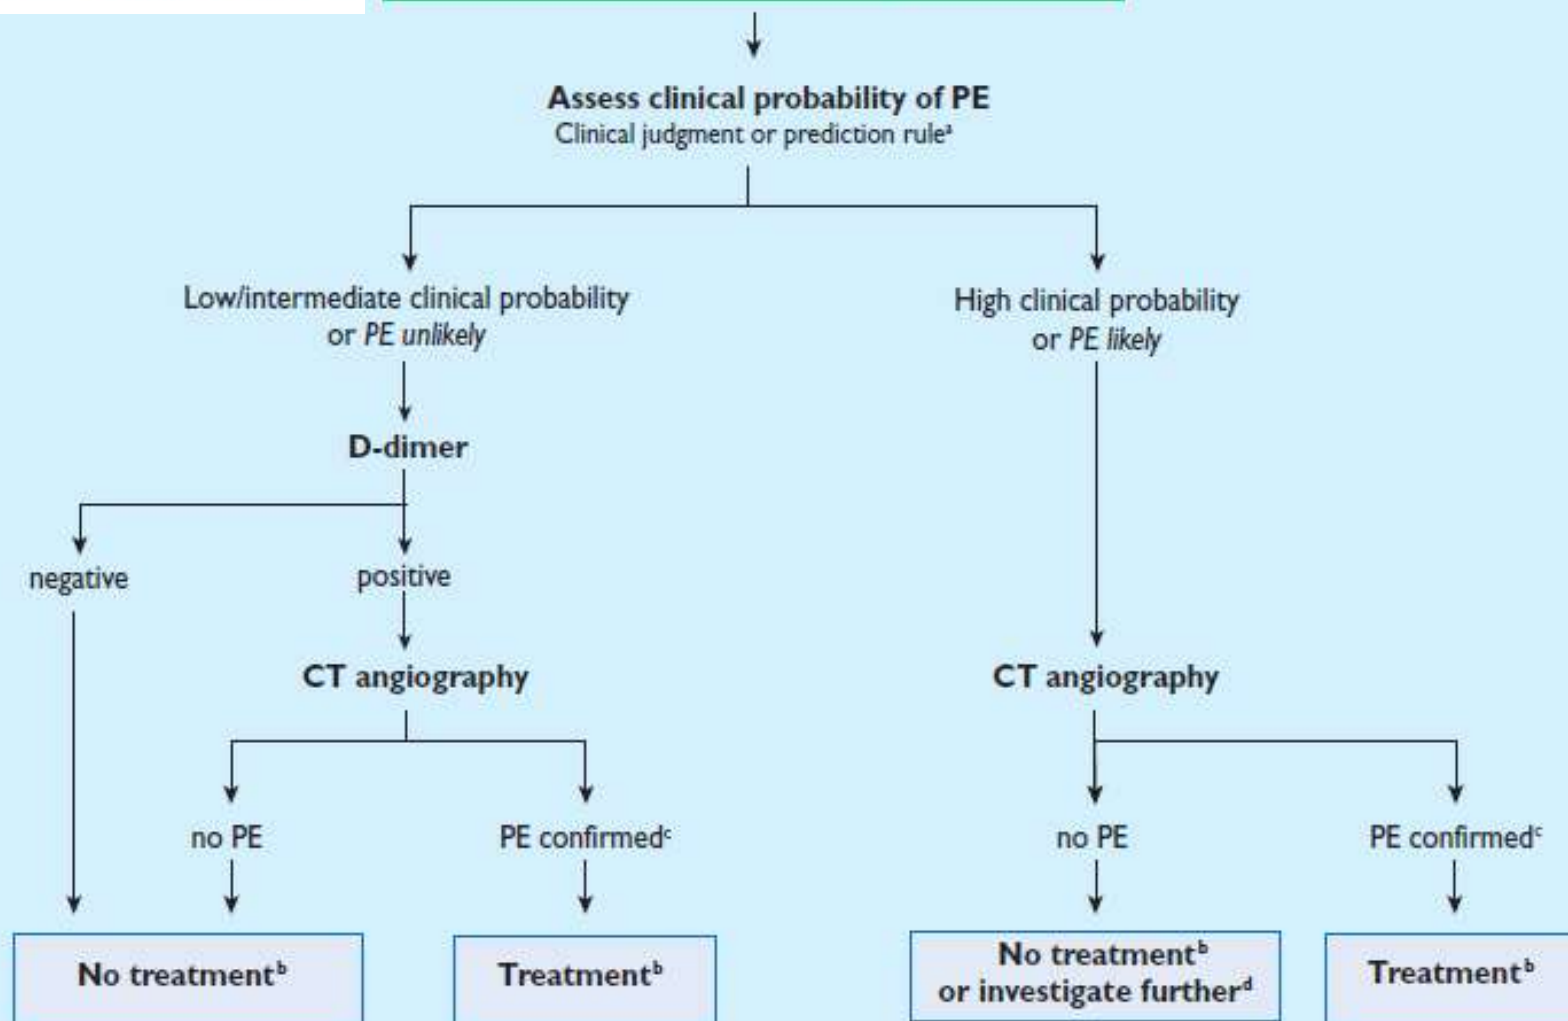 Assess clinical probability of PE
Clinical judgment or prediction ruleᵃ
Low/intermediate clinical probability
or PE unlikely
High clinical probability
or PE likely
D-dimer
negative
positive
CT angiography
CT angiography
no PE
PE confirmedᶜ
no PE
PE confirmedᶜ
No treatmentᵇ
Treatmentᵇ
No treatmentᵇ
or investigate furtherᵈ
Treatmentᵇ